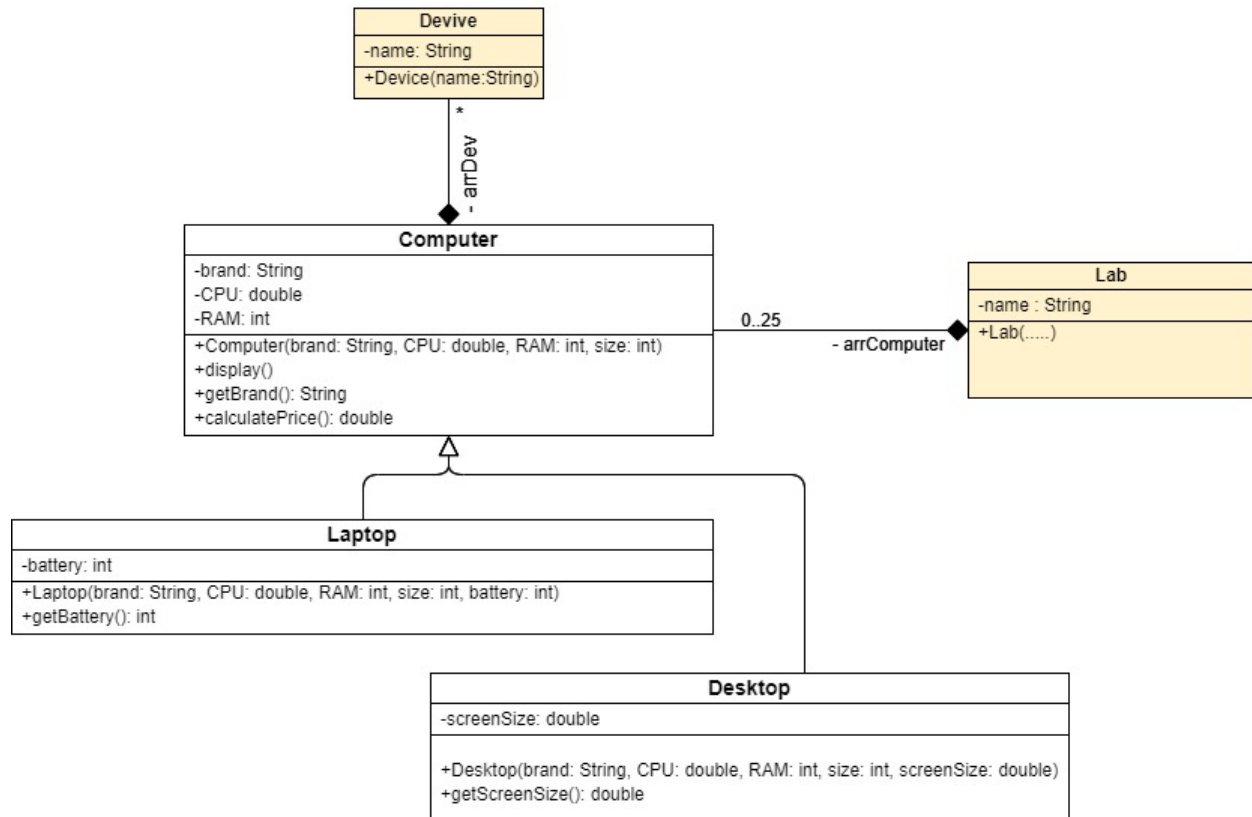 Devive
-name: String
+Device(name:String)
*
- arrDev
Computer
-brand: String
-CPU: double
-RAM: int
+Computer(brand: String, CPU: double, RAM: int, size: int)
+display()
+getBrand(): String
+calculatePrice(): double
0..25
- arrComputer
Lab
-name : String
+Lab(.....)
Laptop
-battery: int
+Laptop(brand: String, CPU: double, RAM: int, size: int, battery: int)
+getBattery(): int
Desktop
-screenSize: double
+Desktop(brand: String, CPU: double, RAM: int, size: int, screenSize: double)
+getScreenSize(): double